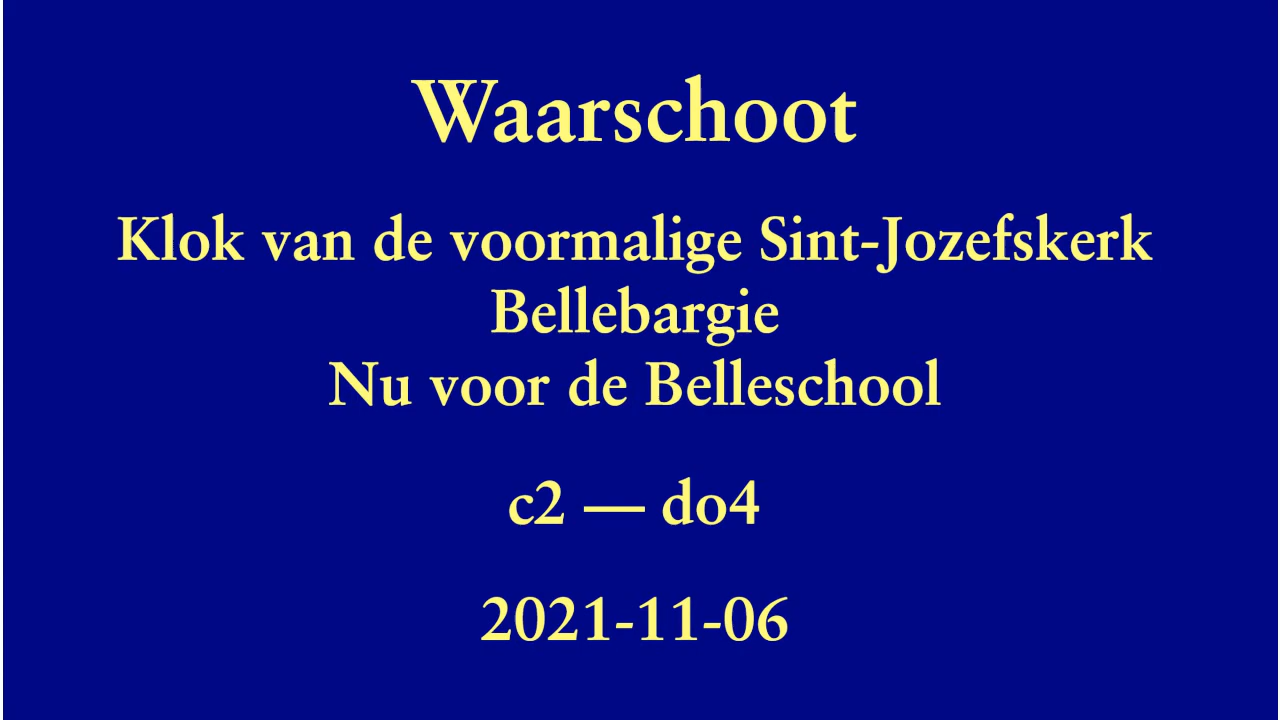 Waarschoot
Klok van de voormalige Sint-Jozefskerk
Bellebargie
Nu voor de Belleschool
c2 — do4
2021-11-06